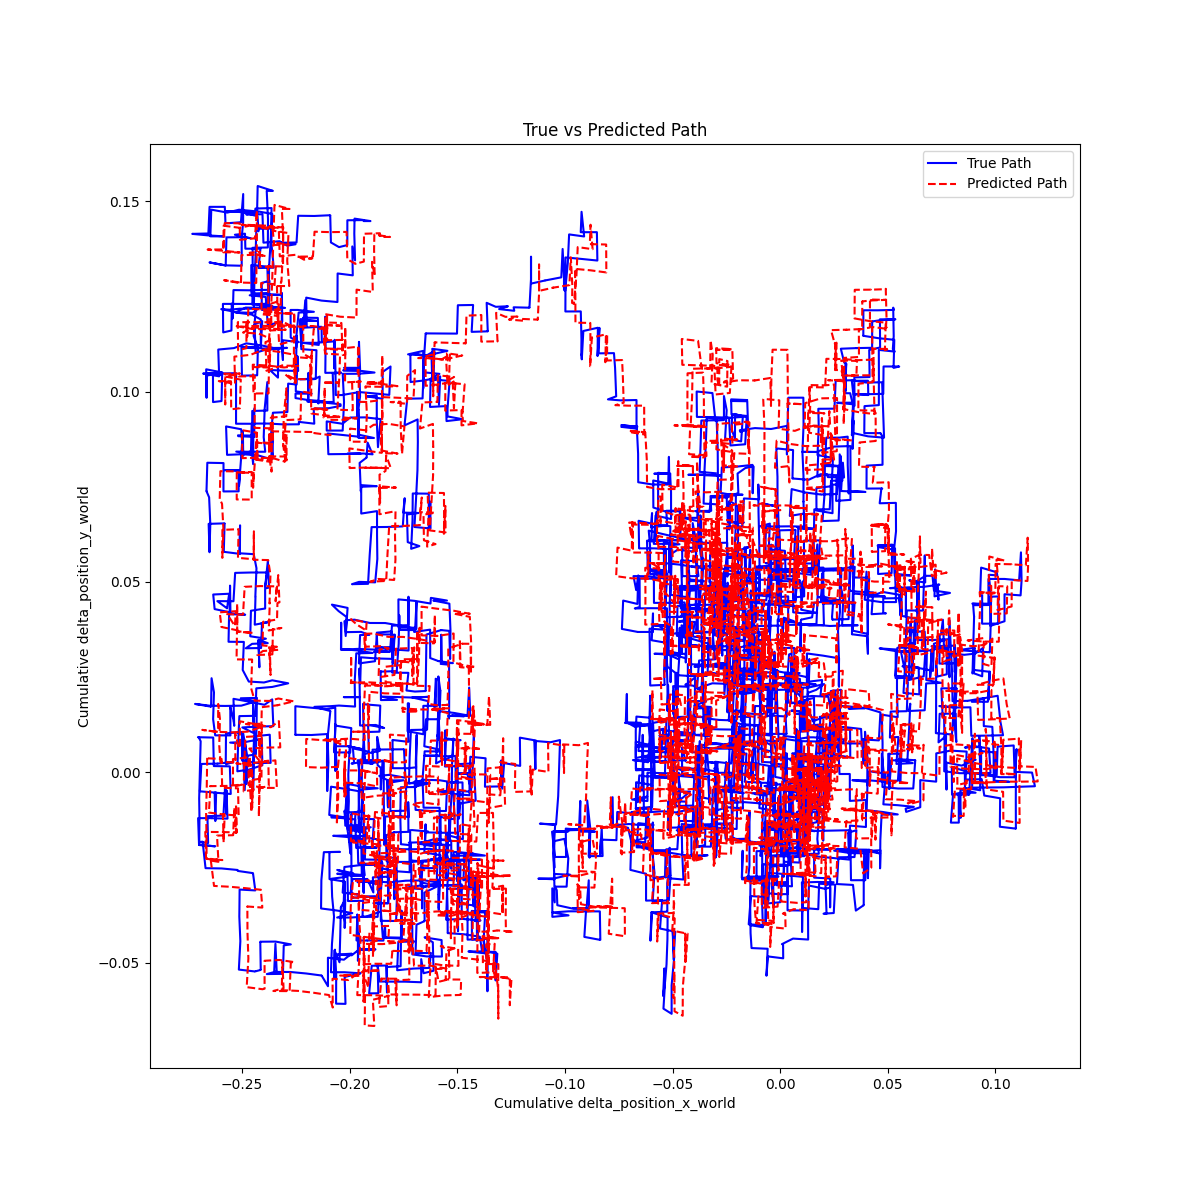 True vs Predicted Path
True Path
Predicted Path
0.15
0.10
0.05
0.00
−0.05
Cumulative delta_position_y_world
−0.25
−0.20
−0.15
−0.10
−0.05
0.00
0.05
0.10
Cumulative delta_position_x_world